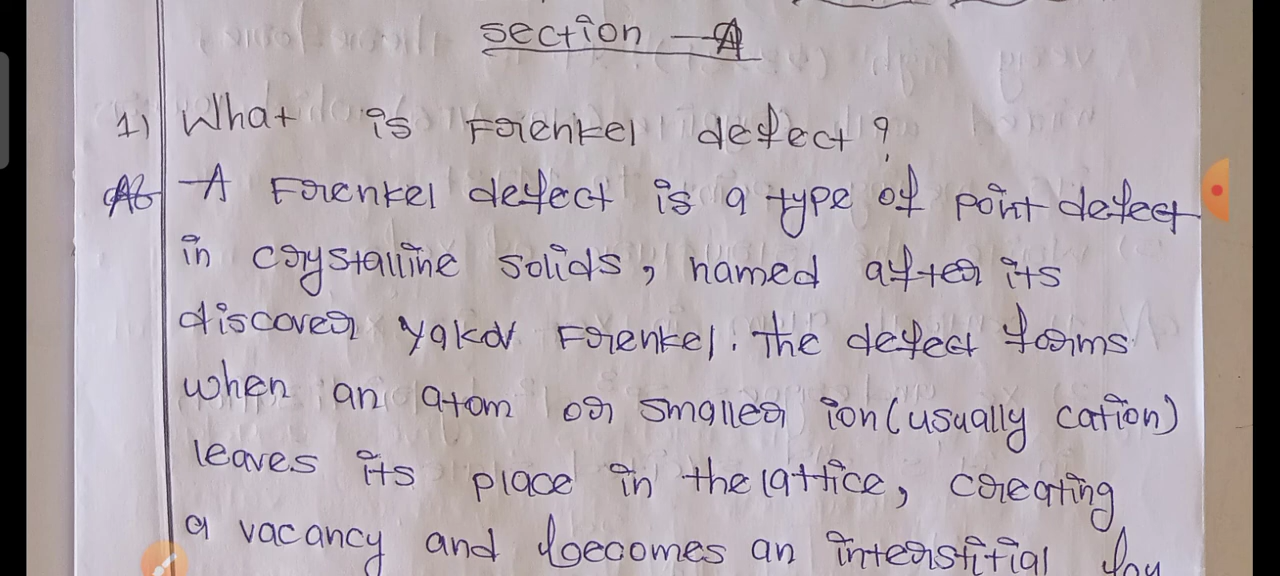 section - A
1) What is Frenkel defect?
A A Frenkel defect is a type of point defect
in crystalline solids, named after its
discover yakov Frenkel. The defect forms
when an atom or smaller ion (usually cation)
leaves its place in the lattice, creating
a vacancy and becomes an interstitial by